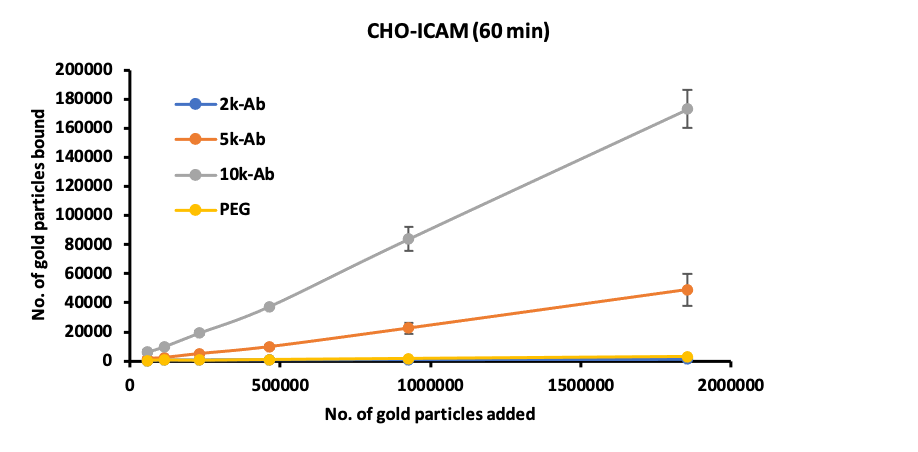 CHO-ICAM (60 min)
No. of gold particles bound
200000
180000
160000
140000
120000
100000
80000
60000
40000
20000
0
2k-Ab
5k-Ab
10k-Ab
PEG
0 500000 1000000 1500000 2000000
No. of gold particles added